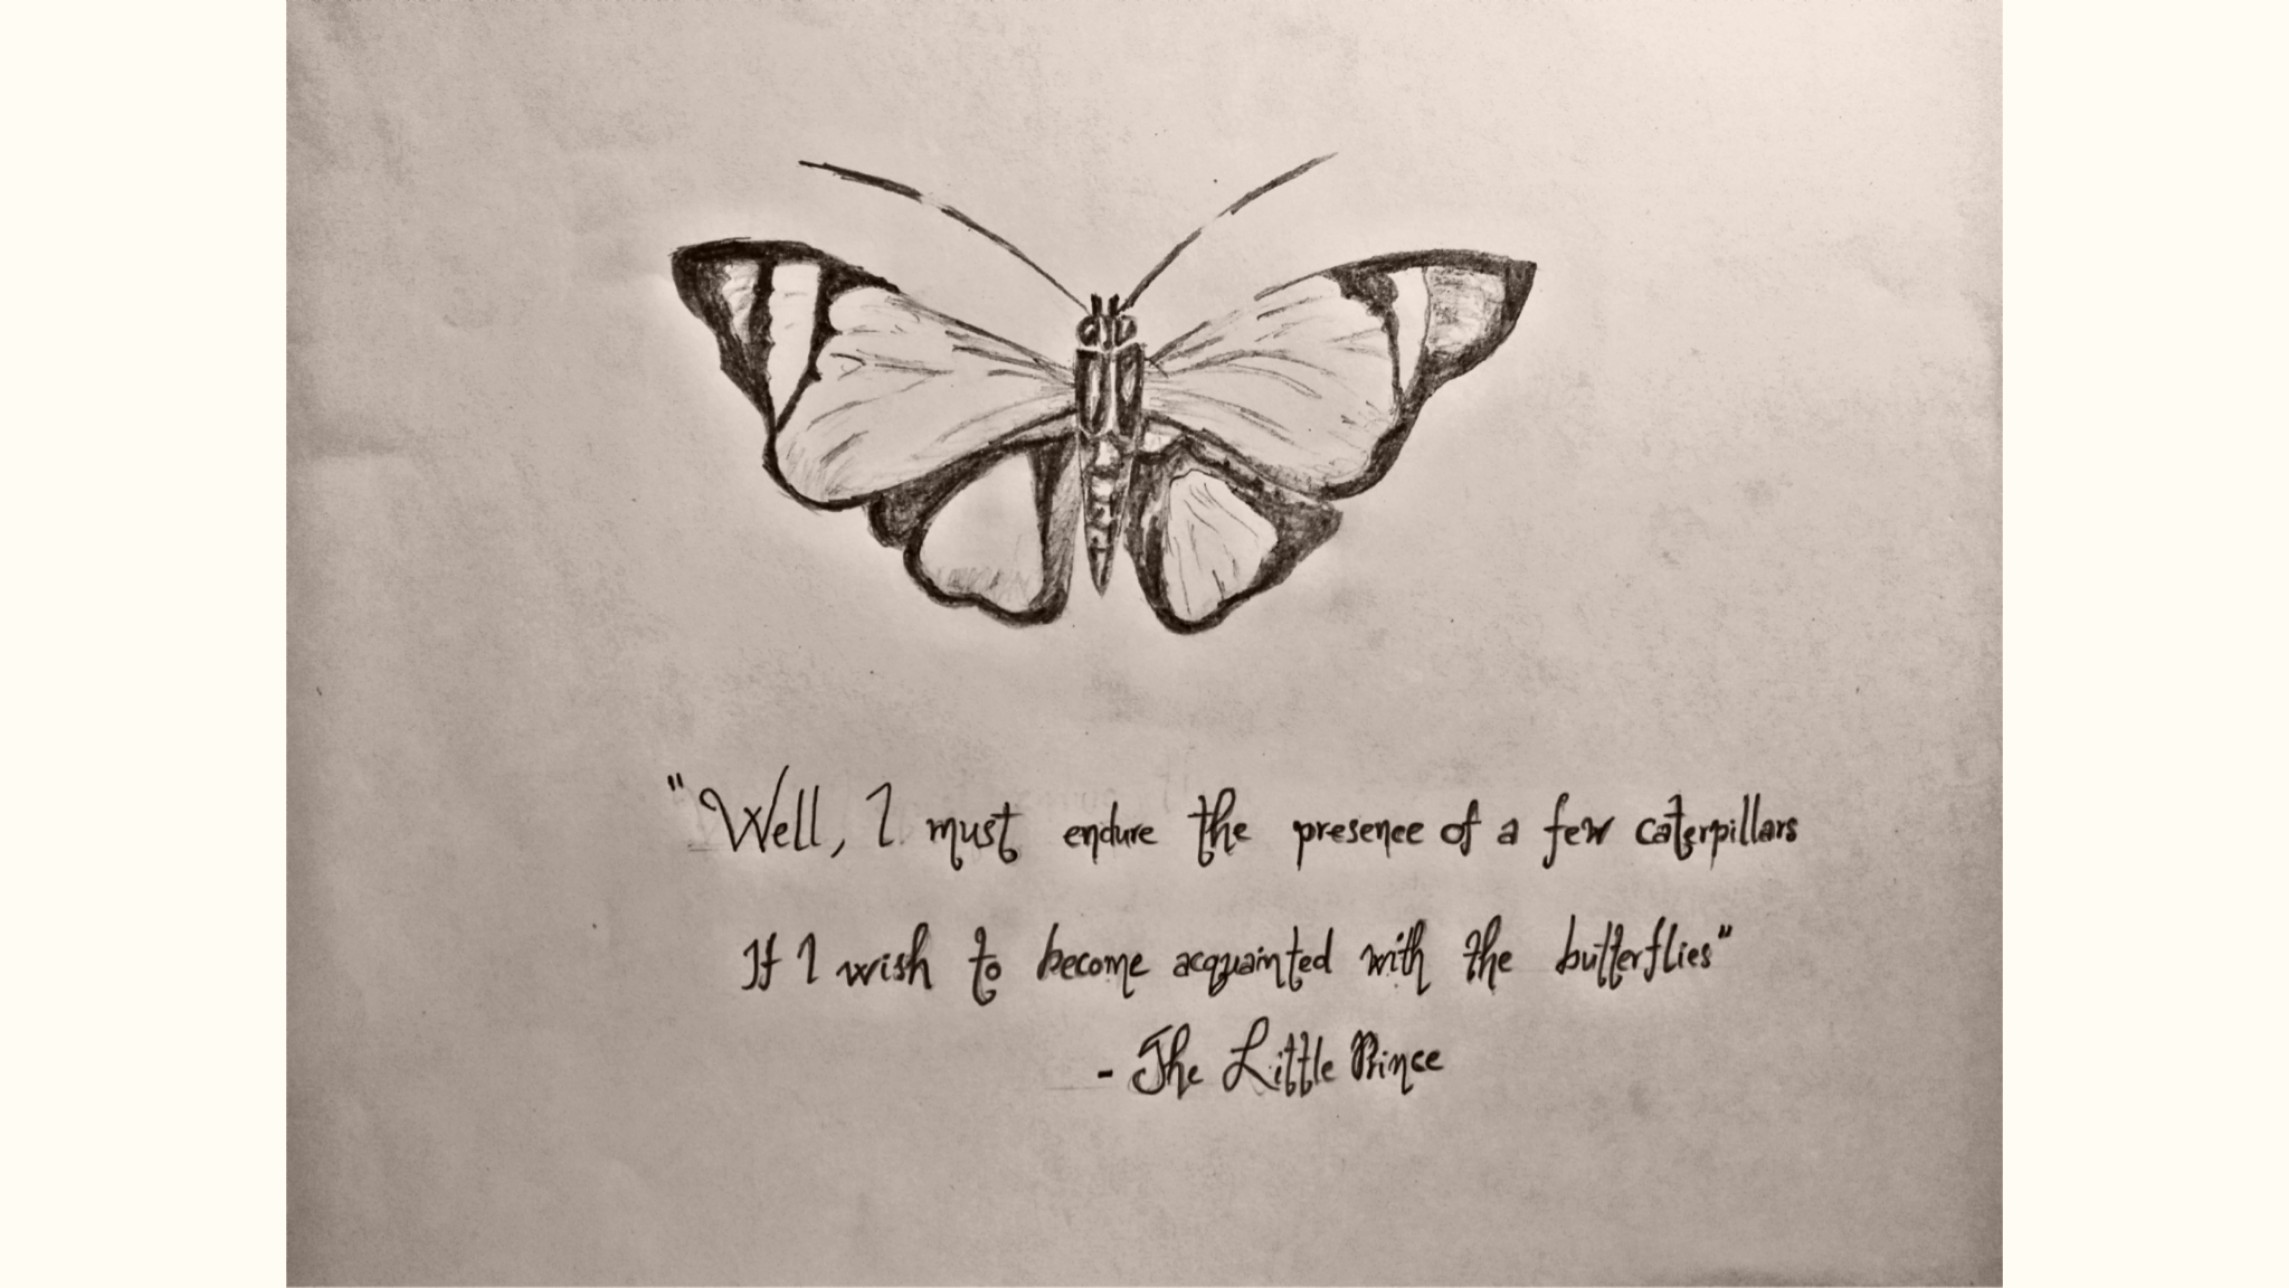 "Well, I must endure the presence of a few caterpillars
If I wish to become acquainted with the butterflies"
- The Little Prince